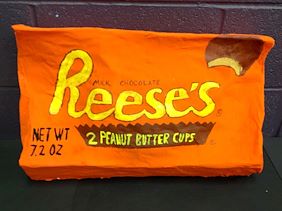 MILK CHOCOLATE
REESE'S
2 PEANUT BUTTER CUPS
NET WT
7.2 OZ